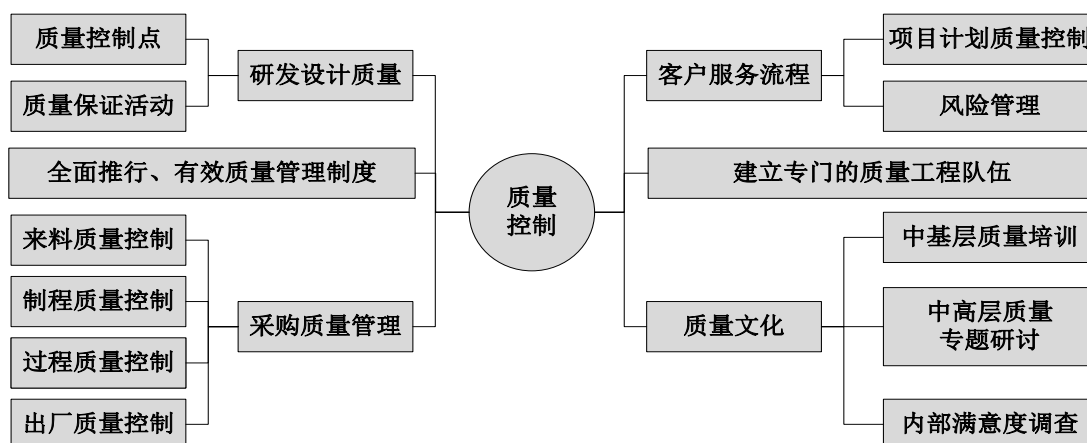 质量控制点
研发设计质量
质量保证活动
全面推行、有效质量管理制度
来料质量控制
制程质量控制
采购质量管理
过程质量控制
出厂质量控制
质量
控制
项目计划质量控制
客户服务流程
风险管理
建立专门的质量工程队伍
中基层质量培训
质量文化
中高层质量
专题研讨
内部满意度调查